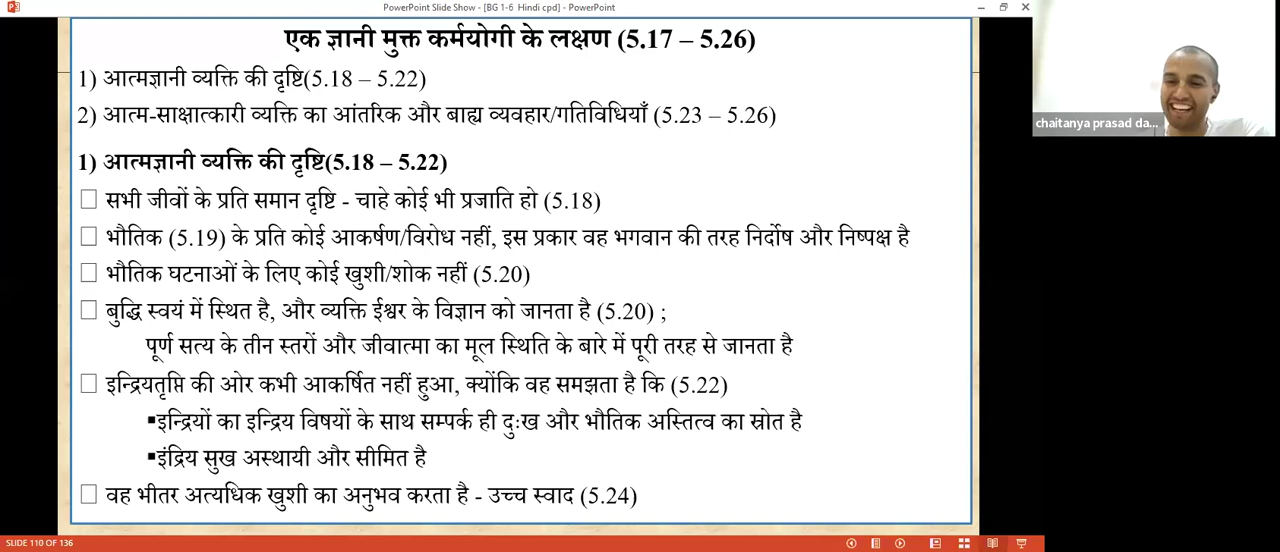 PowerPoint Slide Show - [BG 1-6 Hindi cpd] - PowerPoint
एक ज्ञानी मुक्त कर्मयोगी के लक्षण (5.17 – 5.26)
1) आत्मज्ञानी व्यक्ति की दृष्टि(5.18 – 5.22)
2) आत्म-साक्षात्कारी व्यक्ति का आंतरिक और बाह्य व्यवहार/गतिविधियाँ (5.23 – 5.26)
1) आत्मज्ञानी व्यक्ति की दृष्टि(5.18 – 5.22)
सभी जीवों के प्रति समान दृष्टि - चाहे कोई भी प्रजाति हो (5.18)
भौतिक (5.19) के प्रति कोई आकर्षण/विरोध नहीं, इस प्रकार वह भगवान की तरह निर्दोष और निष्पक्ष है
भौतिक घटनाओं के लिए कोई खुशी/शोक नहीं (5.20)
बुद्धि स्वयं में स्थित है, और व्यक्ति ईश्वर के विज्ञान को जानता है (5.20) ;
पूर्ण सत्य के तीन स्तरों और जीवात्मा का मूल स्थिति के बारे में पूरी तरह से जानता है
इन्द्रियतृप्ति की ओर कभी आकर्षित नहीं हुआ, क्योंकि वह समझता है कि (5.22)
▪इन्द्रियों का इन्द्रिय विषयों के साथ सम्पर्क ही दुःख और भौतिक अस्तित्व का स्रोत है
▪इंद्रिय सुख अस्थायी और सीमित है
वह भीतर अत्यधिक खुशी का अनुभव करता है - उच्च स्वाद (5.24)
chaitanya prasad da...
SLIDE 110 OF 136